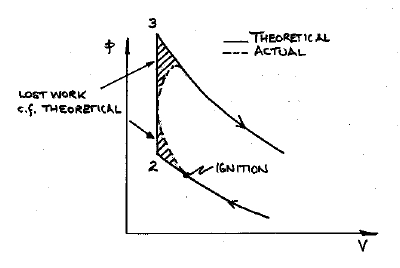 3
THEORETICAL
ACTUAL
p
LOST WORK
c.f. THEORETICAL
2
IGNITION
V